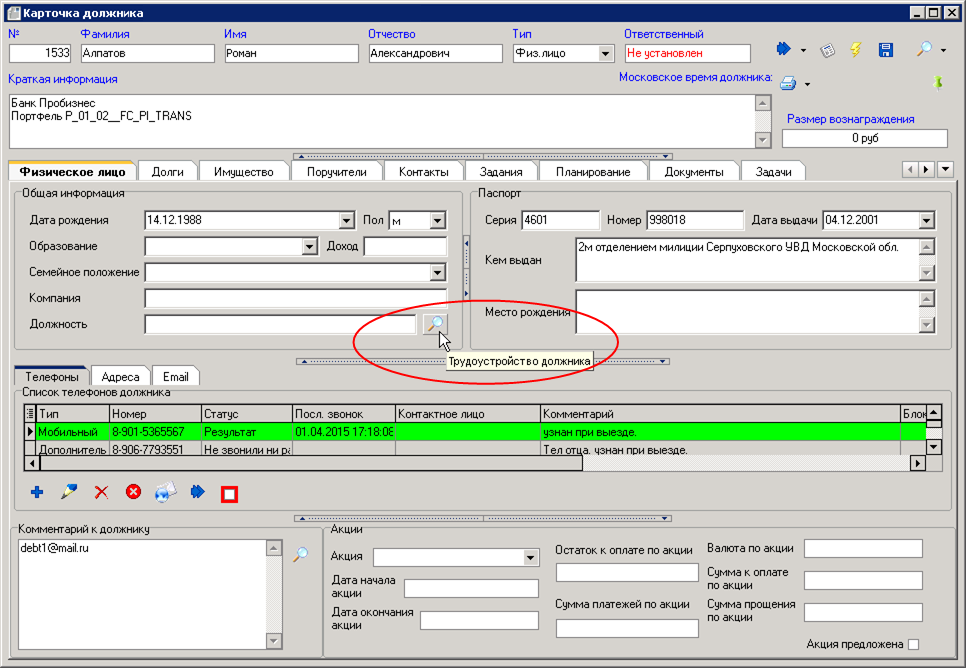 Карточка должника
№ Фамилия Имя Отчество Тип Ответственный
1533 Алпатов Роман Александрович Физ.лицо Не установлен
Краткая информация
Московское время должника:
Банк Пробизнес
Портфель P_01_02__FC_PI_TRANS
Размер вознаграждения
0 руб
Физическое лицо Долги Имущество Поручители Контакты Задания Планирование Документы Задачи
Общая информация
Дата рождения 14.12.1988 Пол м
Образование Доход
Семейное положение
Компания
Должность
Паспорт
Серия 4601 Номер 998018 Дата выдачи 04.12.2001
Кем выдан 2м отделением милиции Серпуховского УВД Московской обл.
Место рождения
Трудоустройство должника
Телефоны Адреса Email
Список телефонов должника
Тип Номер Статус Посл. звонок Контактное лицо Комментарий Блок
Мобильный 8-901-5365567 Результат 01.04.2015 17:18:08 узнан при выезде.
Дополнитель 8-906-7793551 Не звонили ни ра Тел отца. узнан при выезде.
Комментарий к должнику
debt1@mail.ru
Акции
Акция
Дата начала
акции
Дата окончания
акции
Остаток к оплате по акции
Сумма платежей по акции
Валюта по акции
Сумма к оплате
по акции
Сумма прощения
по акции
Акция предложена